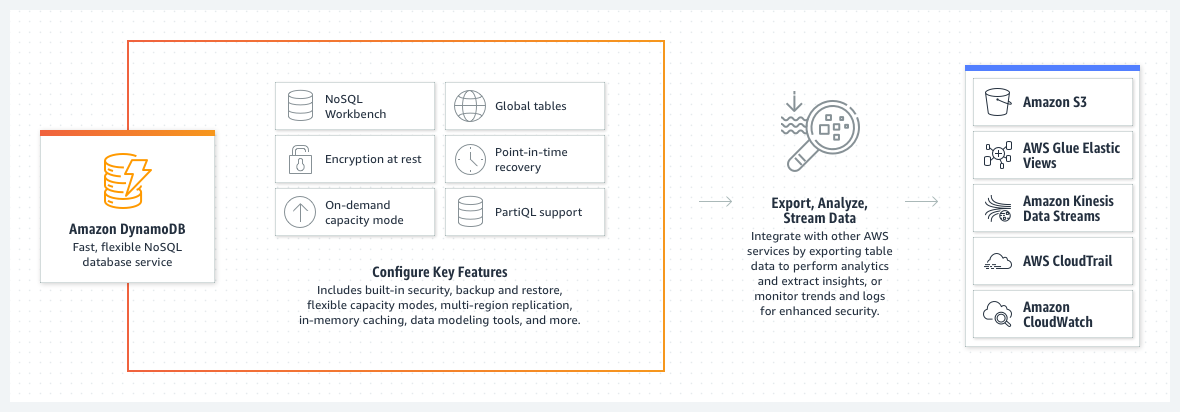 Amazon DynamoDB
Fast, flexible NoSQL
database service
NoSQL
Workbench
Global tables
Encryption at rest
Point-in-time
recovery
On-demand
capacity mode
PartiQL support
Configure Key Features
Includes built-in security, backup and restore,
flexible capacity modes, multi-region replication,
in-memory caching, data modeling tools, and more.
Export, Analyze,
Stream Data
Integrate with other AWS
services by exporting table
data to perform analytics
and extract insights, or
monitor trends and logs
for enhanced security.
Amazon S3
AWS Glue Elastic
Views
Amazon Kinesis
Data Streams
AWS CloudTrail
Amazon
CloudWatch